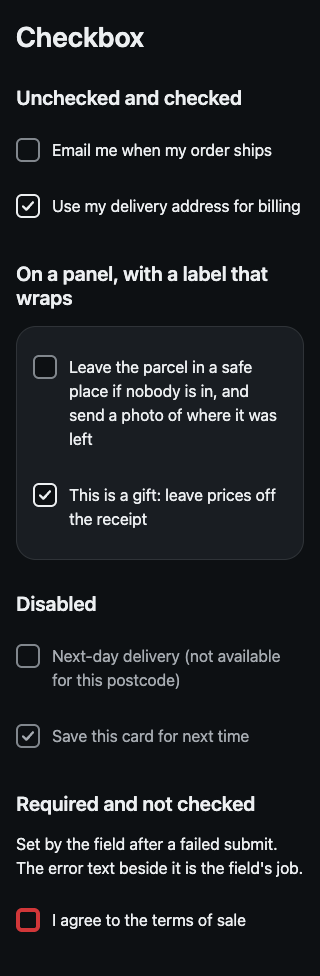 Checkbox
Unchecked and checked
Email me when my order ships
Use my delivery address for billing
On a panel, with a label that
wraps
Leave the parcel in a safe
place if nobody is in, and
send a photo of where it was
left
This is a gift: leave prices off
the receipt
Disabled
Next-day delivery (not available
for this postcode)
Save this card for next time
Required and not checked
Set by the field after a failed submit.
The error text beside it is the field's job.
I agree to the terms of sale